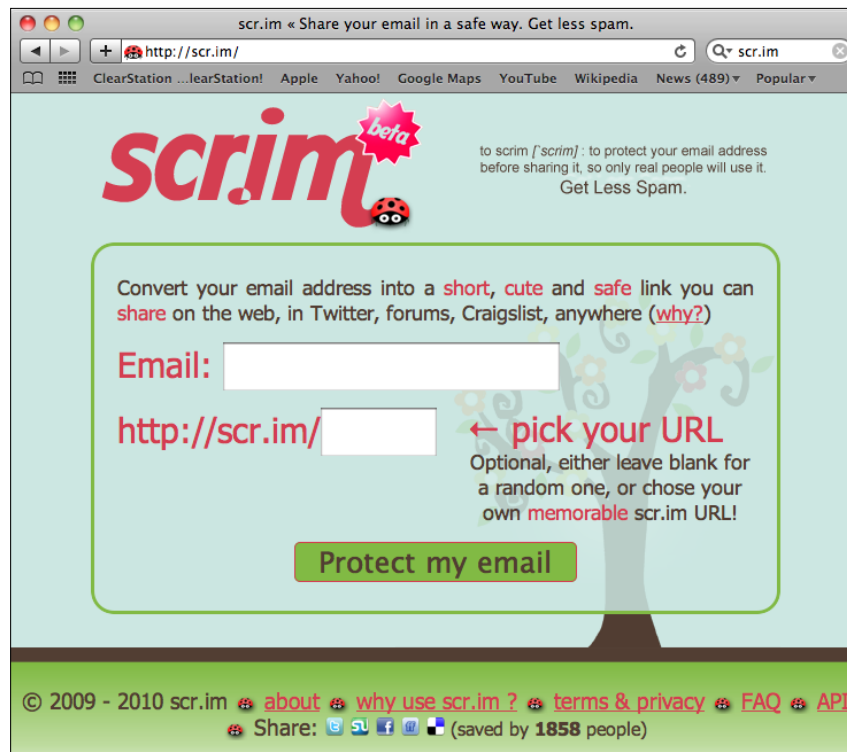 scr.im « Share your email in a safe way. Get less spam.
http://scr.im/
scr.im
ClearStation ...learStation! Apple Yahoo! Google Maps YouTube Wikipedia News (489) Popular
scr.im
beta
to scrim ['scrim] : to protect your email address
before sharing it, so only real people will use it.
Get Less Spam.
Convert your email address into a short, cute and safe link you can
share on the web, in Twitter, forums, Craigslist, anywhere (why?)
Email:
http://scr.im/
← pick your URL
Optional, either leave blank for
a random one, or chose your
own memorable scr.im URL!
Protect my email
© 2009 - 2010 scr.im about why use scr.im ? terms & privacy FAQ API
Share: (saved by 1858 people)